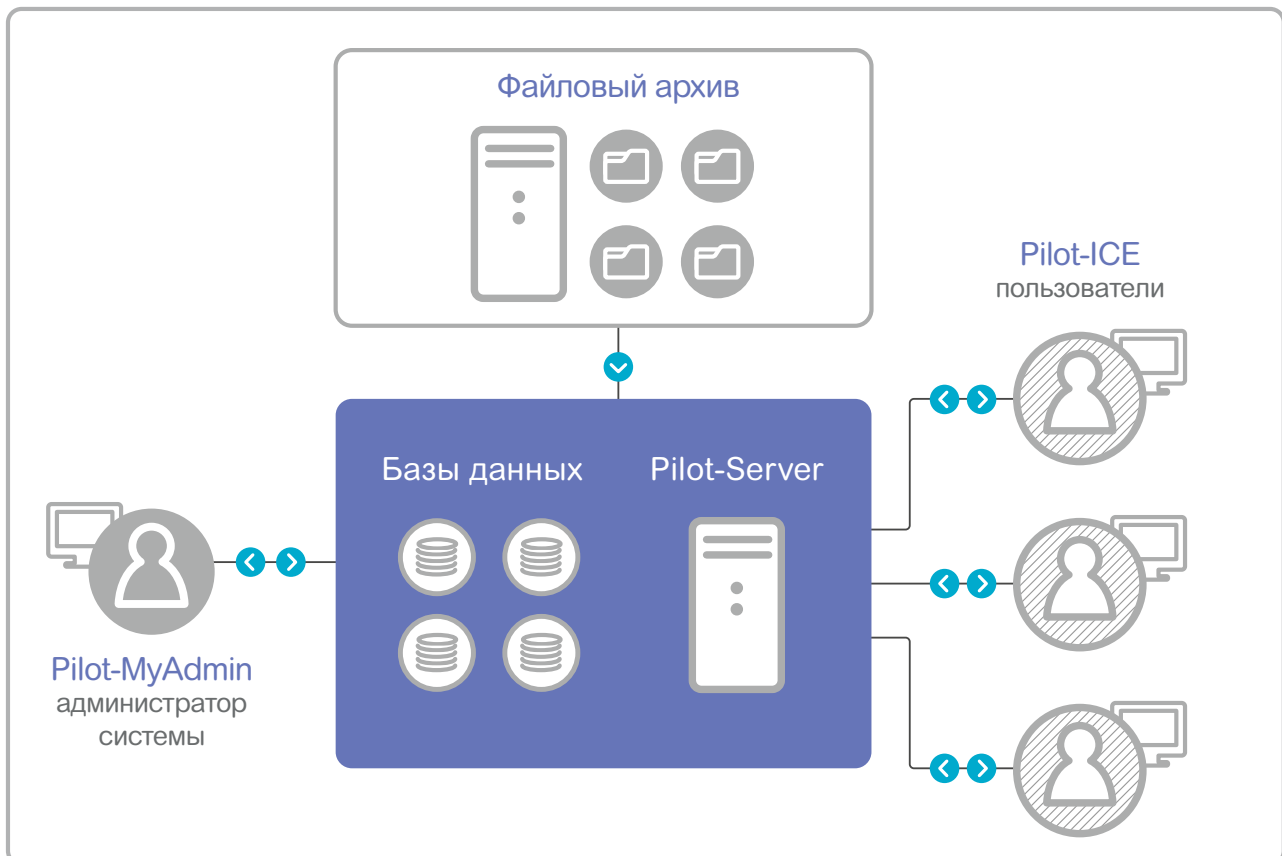 Файловый архив
Pilot-ICE
пользователи
Базы данных
Pilot-Server
Pilot-MyAdmin
администратор
системы